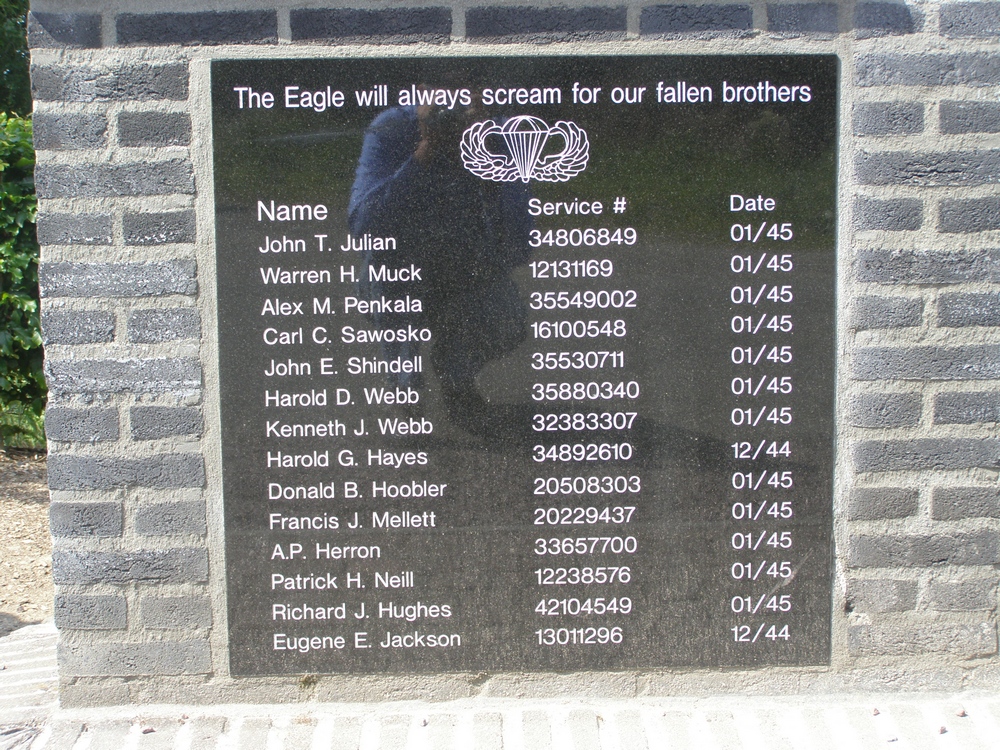 The Eagle will always scream for our fallen brothers
Name Service # Date
John T. Julian 34806849 01/45
Warren H. Muck 12131169 01/45
Alex M. Penkala 35549002 01/45
Carl C. Sawosko 16100548 01/45
John E. Shindell 35530711 01/45
Harold D. Webb 35880340 01/45
Kenneth J. Webb 32383307 01/45
Harold G. Hayes 34892610 12/44
Donald B. Hoobler 20508303 01/45
Francis J. Mellett 20229437 01/45
A.P. Herron 33657700 01/45
Patrick H. Neill 12238576 01/45
Richard J. Hughes 42104549 01/45
Eugene E. Jackson 13011296 12/44